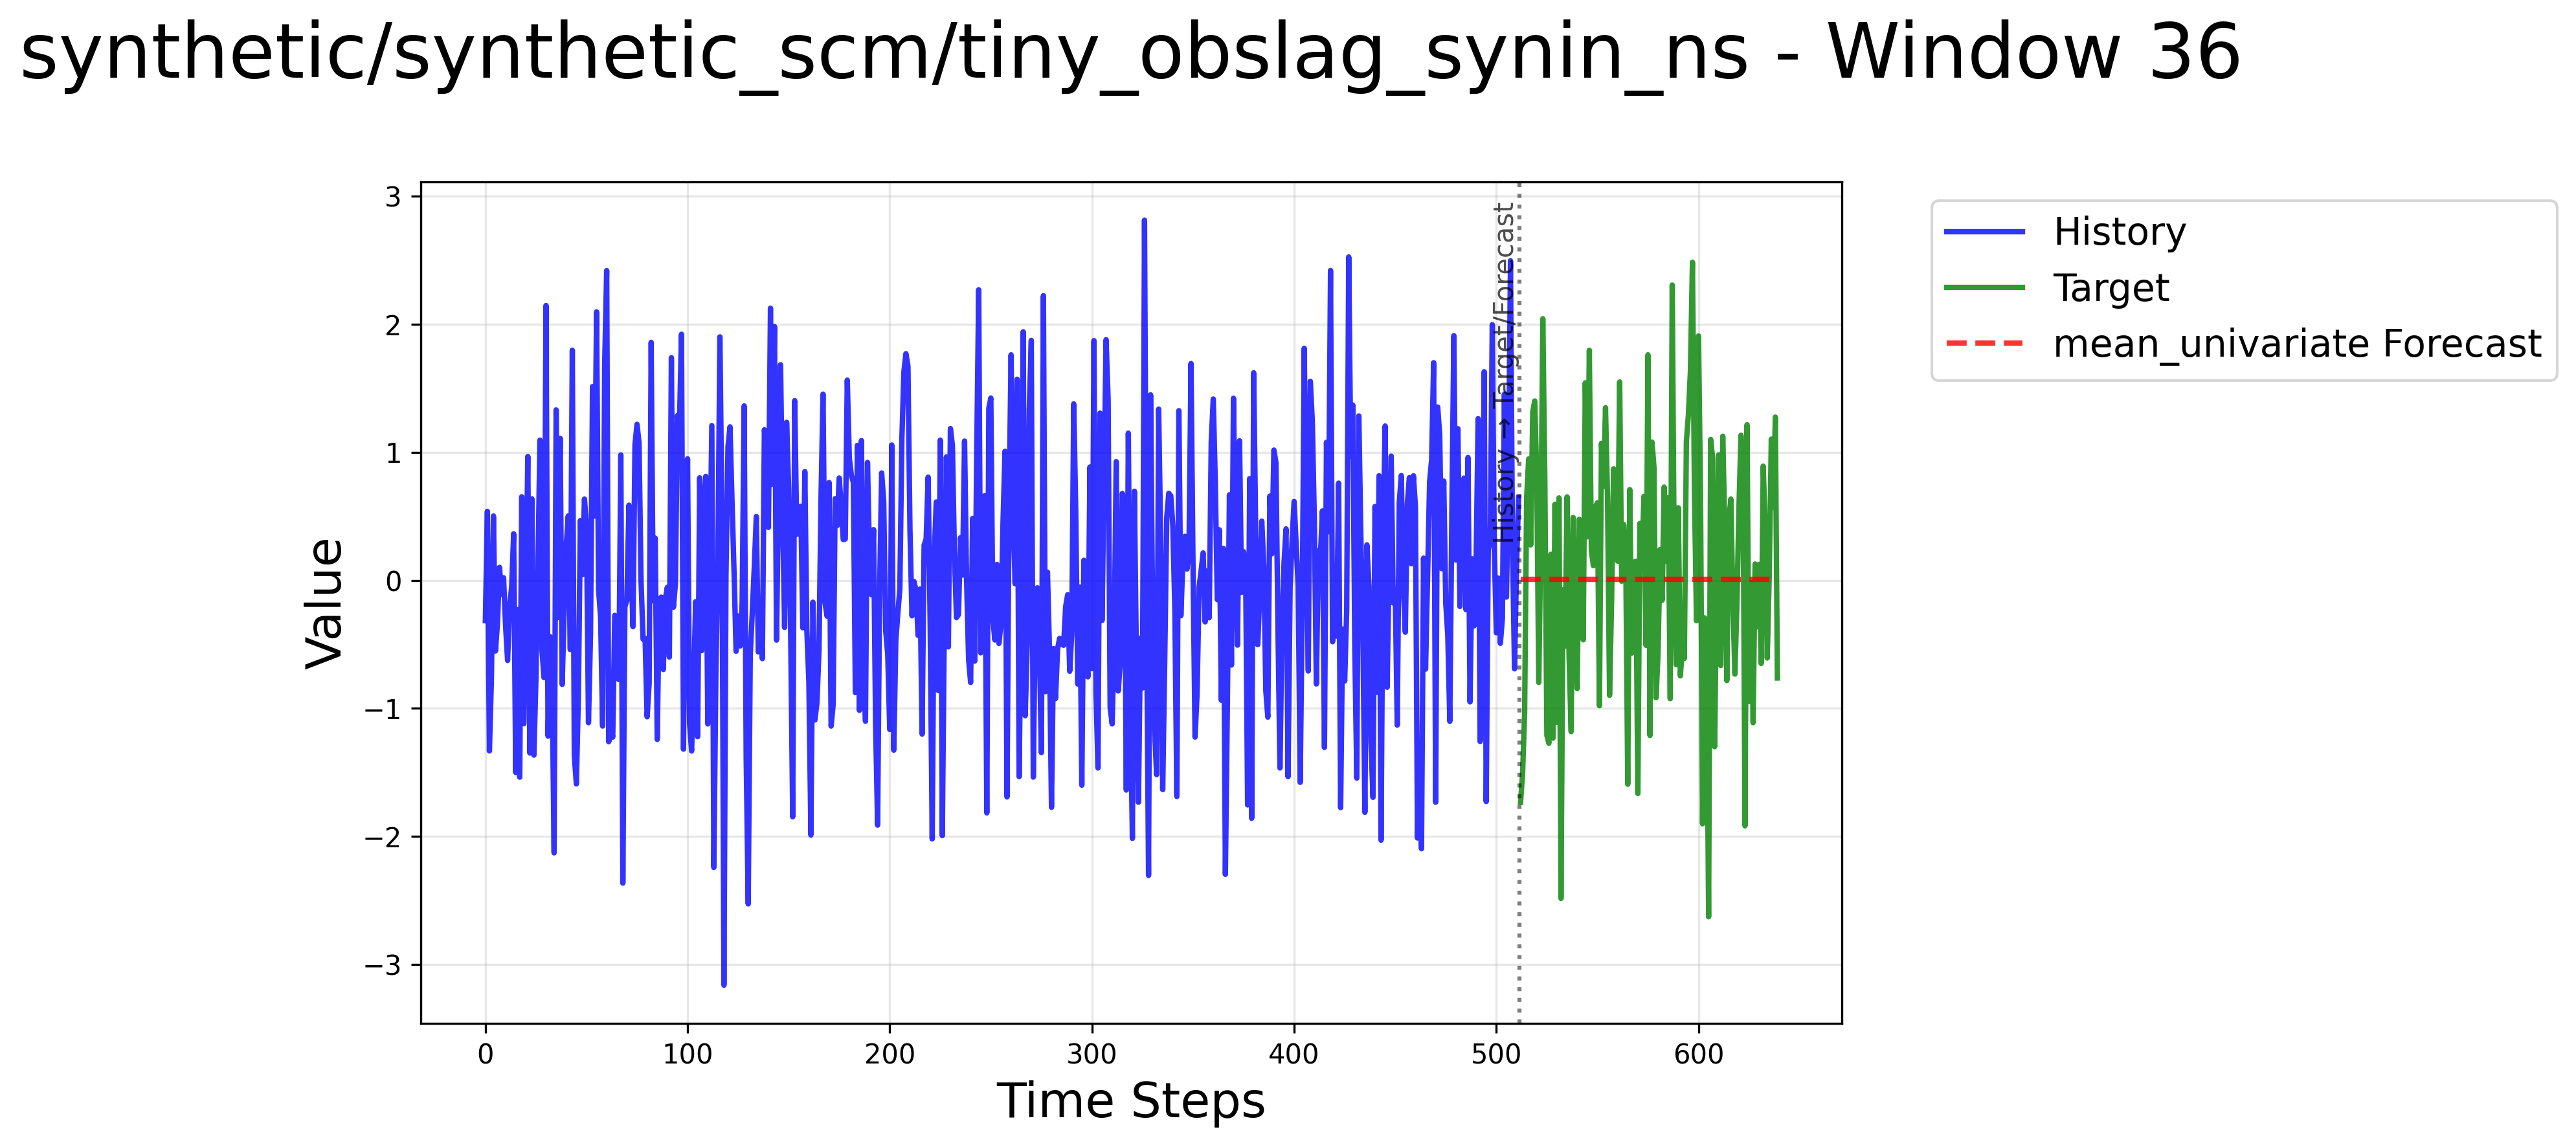 synthetic/synthetic_scm/tiny_obslag_synin_ns - Window 36
History
Target
mean_univariate Forecast
History → Target/Forecast
Value
3
2
1
0
−1
−2
−3
0
100
200
300
400
500
600
Time Steps